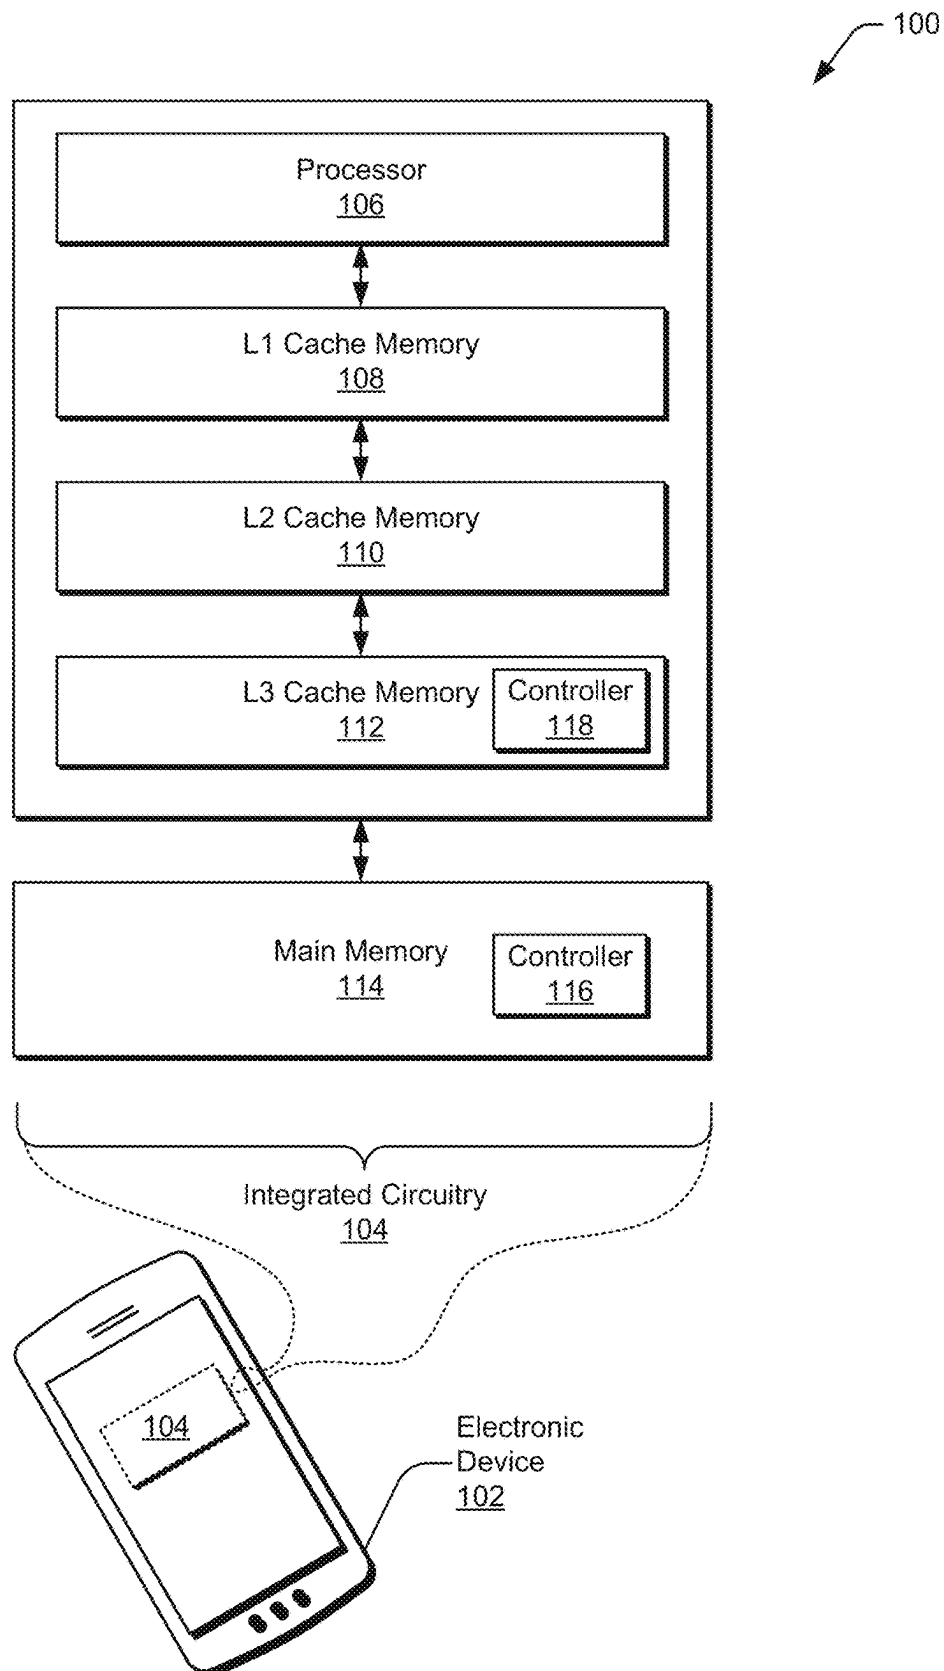 100
Processor
106
L1 Cache Memory
108
L2 Cache Memory
110
L3 Cache Memory
112
Controller
118
Main Memory
114
Controller
116
Integrated Circuitry
104
104
Electronic
Device
102